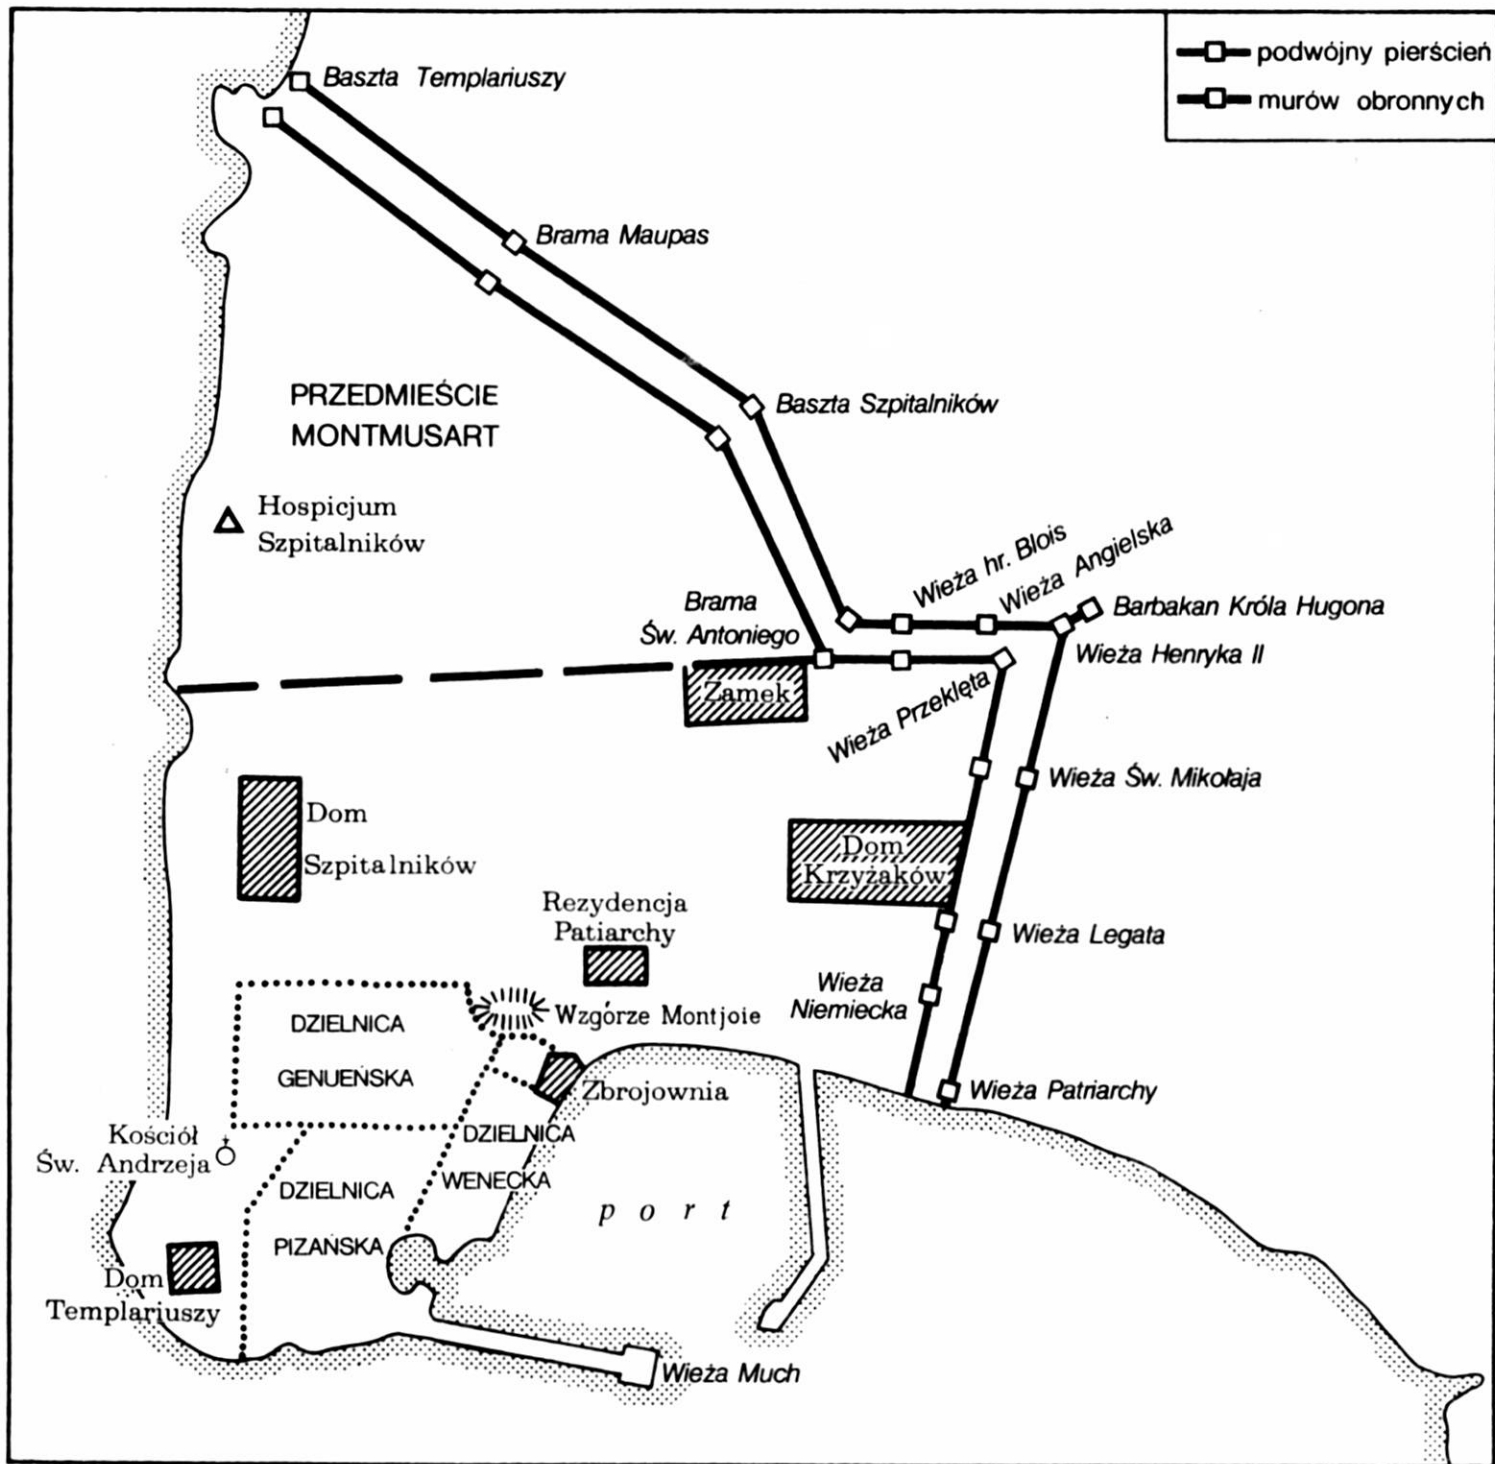 podwójny pierścień
murów obronnych
Baszta Templariuszy
Brama Maupas
PRZEDMIEŚCIE
MONTMUSART
Baszta Szpitalników
Hospicjum
Szpitalników
Wieża hr. Blois
Wieża Angielska
Barbakan Króla Hugona
Brama
Św. Antoniego
Wieża Henryka II
Zamek
Wieża Przeklęta
Wieża Św. Mikołaja
Dom
Szpitalników
Dom
Krzyżaków
Rezydencja
Patiarchy
Wieża Legata
Wieża
Niemiecka
Wzgórze Montjoie
DZIELNICA
GENUEŃSKA
Zbrojownia
Wieża Patriarchy
Kościół
Św. Andrzeja
DZIELNICA
WENECKA
DZIELNICA
PIZAŃSKA
port
Dom
Templariuszy
Wieża Much